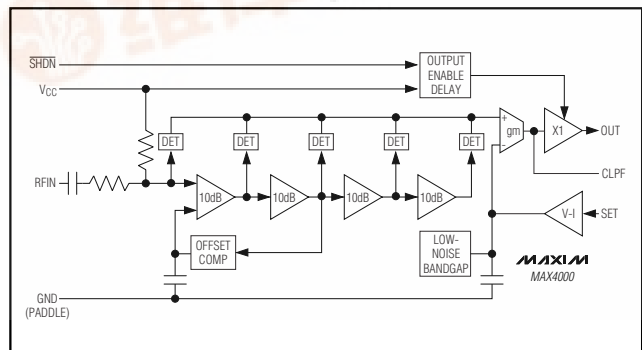 SHDN
OUTPUT
ENABLE
DELAY
VCC
DET
DET
DET
DET
DET
+
gm
-
X1
OUT
CLPF
RFIN
10dB
10dB
10dB
10dB
V-I
SET
OFFSET
COMP
LOW-
NOISE
BANDGAP
MAXIM
MAX4000
GND
(PADDLE)